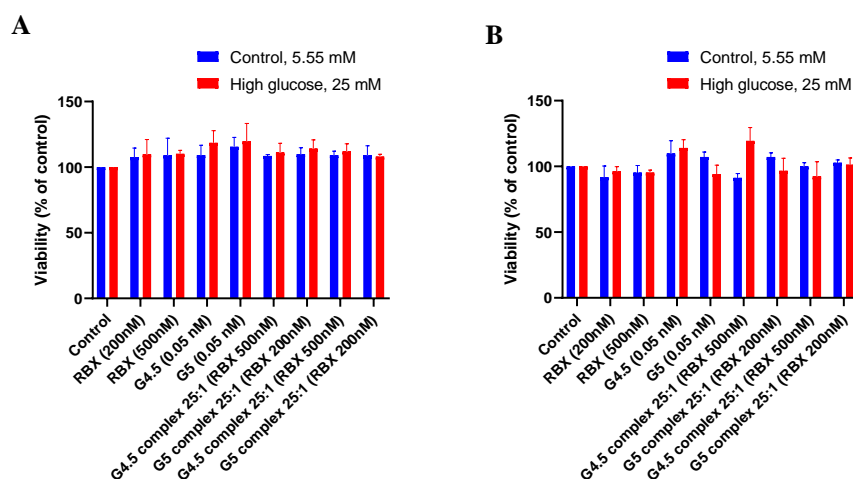 A
Control, 5.55 mM
High glucose, 25 mM
Viability (% of control)
150
100
50
0
Control
RBX (200nM)
RBX (500nM)
G4.5 (0.05 nM)
G5 (0.05 nM)
G4.5 complex 25:1 (RBX 500nM)
G5 complex 25:1 (RBX 200nM)
G4.5 complex 25:1 (RBX 500nM)
G5 complex 25:1 (RBX 200nM)
B
Control, 5.55 mM
High glucose, 25 mM
Viability (% of control)
150
100
50
0
Control
RBX (200nM)
RBX (500nM)
G4.5 (0.05 nM)
G5 (0.05 nM)
G4.5 complex 25:1 (RBX 500nM)
G5 complex 25:1 (RBX 200nM)
G4.5 complex 25:1 (RBX 500nM)
G5 complex 25:1 (RBX 200nM)